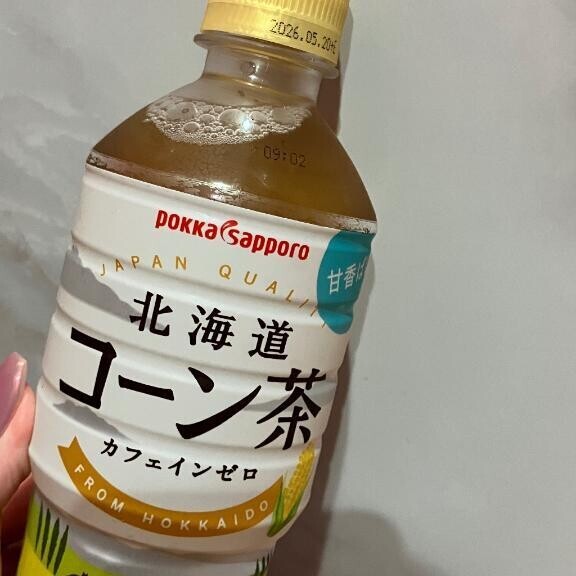 2026.05.20
09:02
POKKA Sapporo
JAPAN QUALIT
甘香ば
北海道
コーン茶
カフェインゼロ
FROM HOKKAIDO